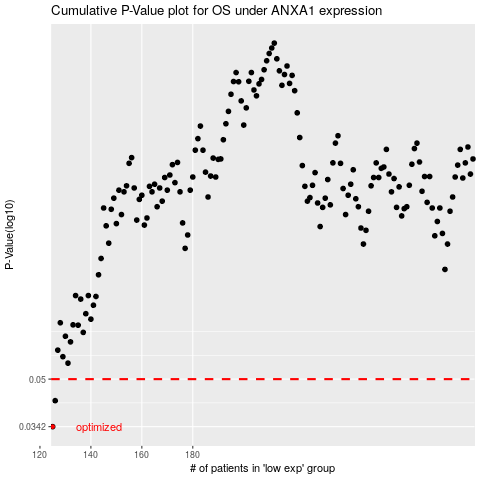 Cumulative P-Value plot for OS under ANXA1 expression
P-Value(log10)
0.05
0.0342
optimized
120 140 160 180
# of patients in 'low exp' group